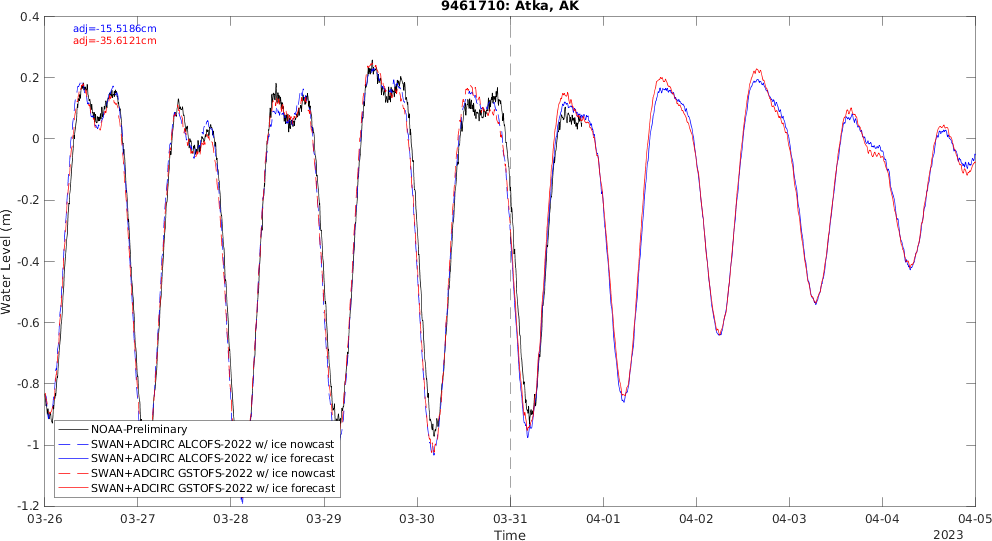 9461710: Atka, AK
adj=-15.5186cm
adj=-35.6121cm
0.4
0.2
0
-0.2
-0.4
-0.6
-0.8
-1
-1.2
Water Level (m)
NOAA-Preliminary
SWAN+ADCIRC ALCOFS-2022 w/ ice nowcast
SWAN+ADCIRC ALCOFS-2022 w/ ice forecast
SWAN+ADCIRC GSTOFS-2022 w/ ice nowcast
SWAN+ADCIRC GSTOFS-2022 w/ ice forecast
03-26 03-27 03-28 03-29 03-30 03-31 04-01 04-02 04-03 04-04 04-05
Time
2023